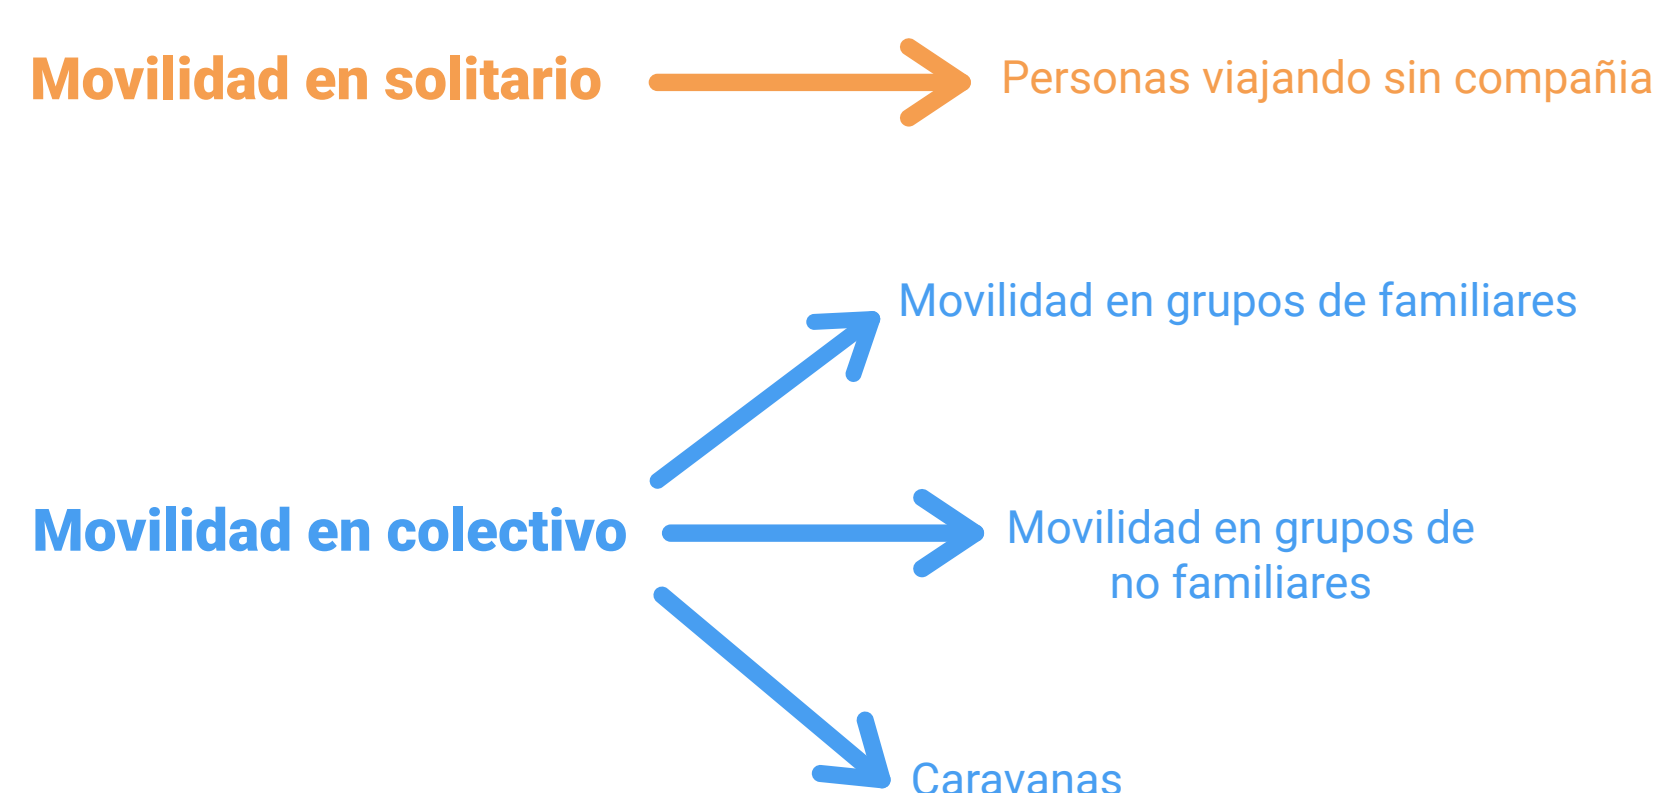 Movilidad en solitario
Personas viajando sin compañia
Movilidad en grupos de familiares
Movilidad en colectivo
Movilidad en grupos de
no familiares
Caravanas